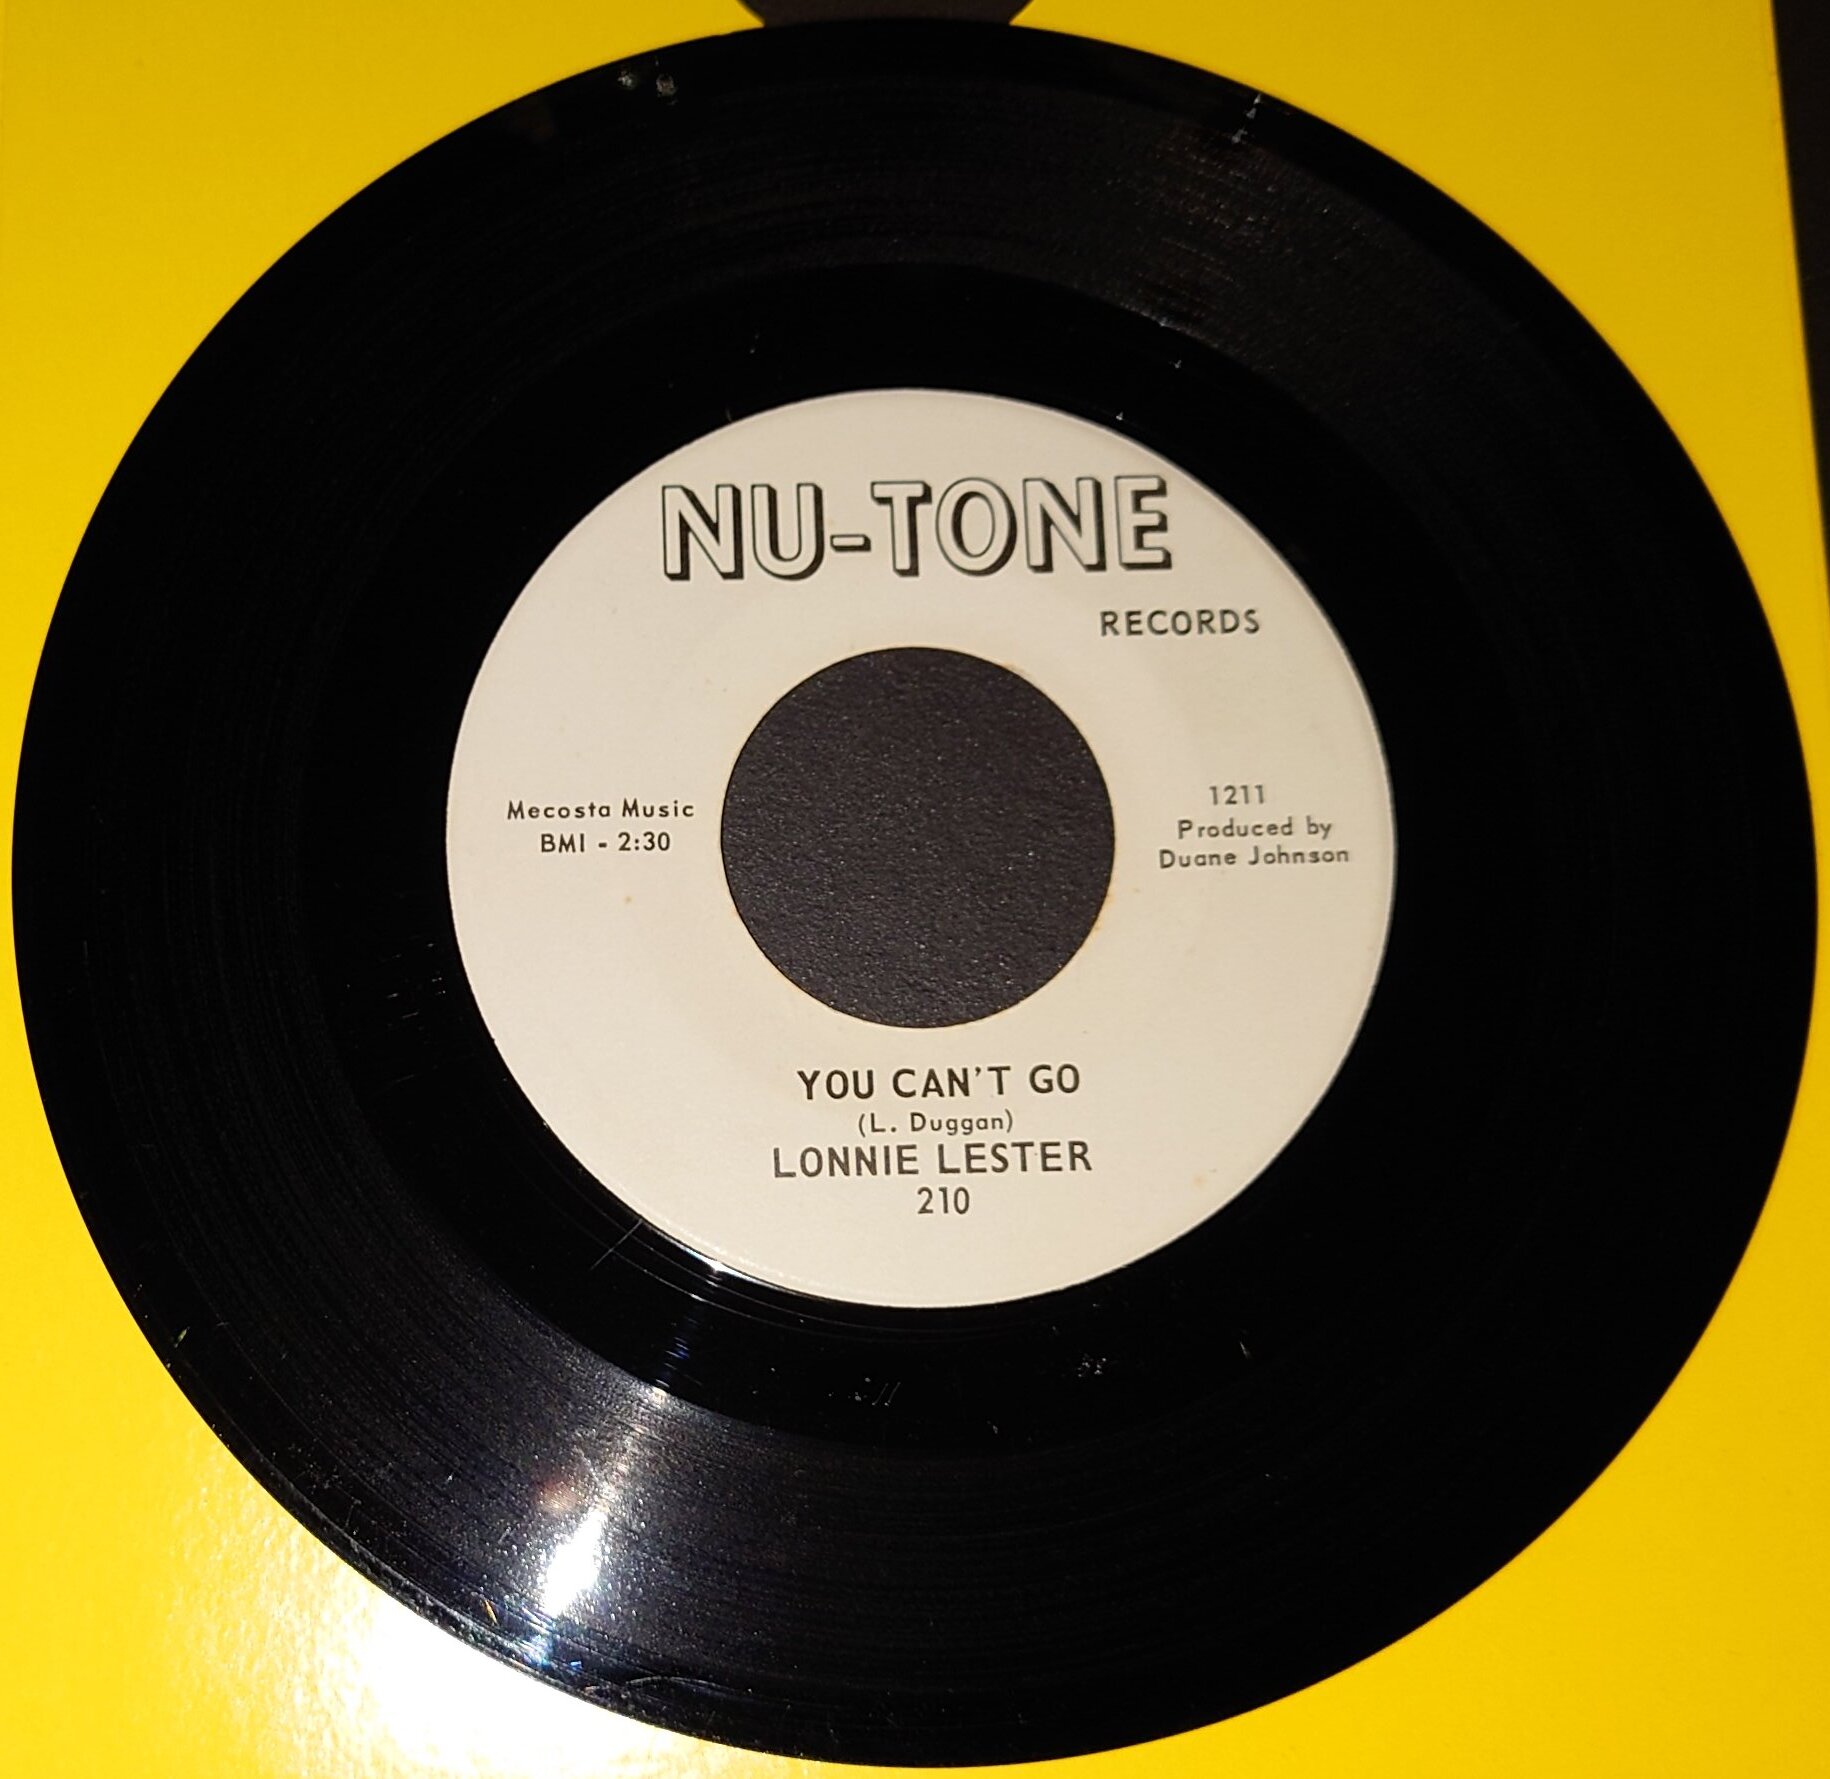 NU-TONE
RECORDS
Mecosta Music
BMI - 2:30
1211
Produced by
Duane Johnson
YOU CAN'T GO
(L. Duggan)
LONNIE LESTER
210